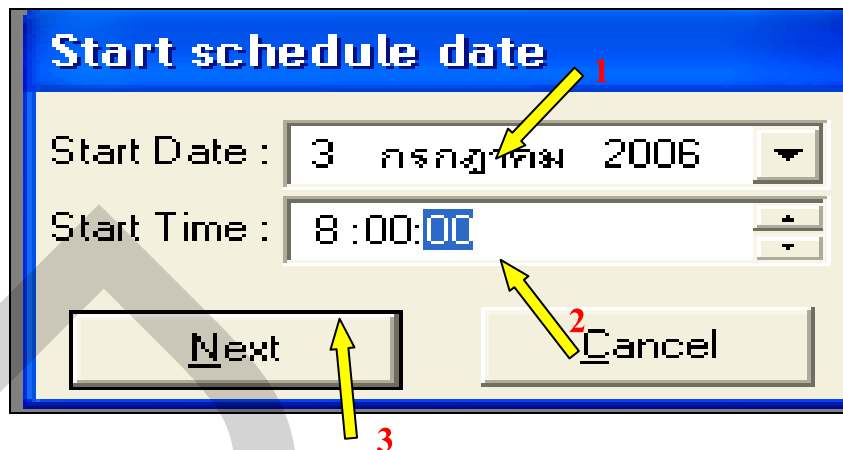 Start schedule date
1
Start Date : 3 กรกฎาคม 2006
Start Time : 8 :00:00
2
Next Cancel
3